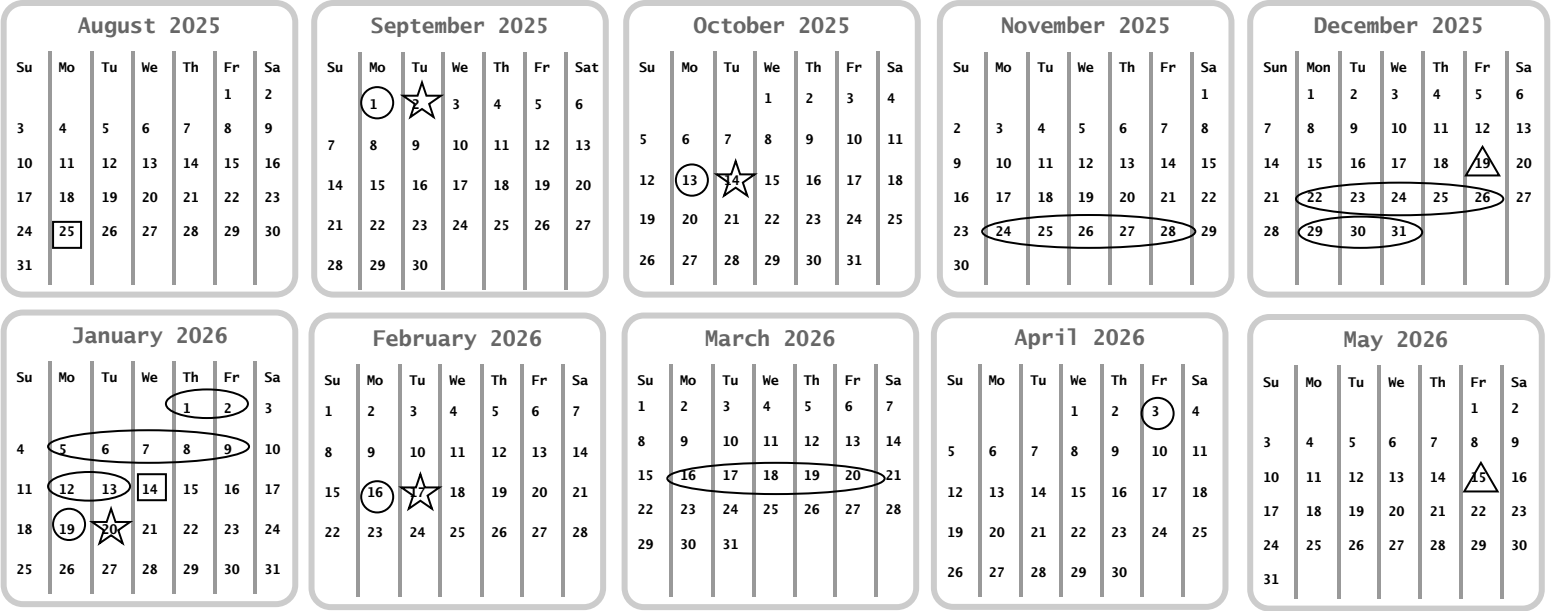 August 2025
Su Mo Tu We Th Fr Sa
1 2
3 4 5 6 7 8 9
10 11 12 13 14 15 16
17 18 19 20 21 22 23
24 25 26 27 28 29 30
31
September 2025
Su Mo Tu We Th Fr Sat
1 2 3 4 5 6
7 8 9 10 11 12 13
14 15 16 17 18 19 20
21 22 23 24 25 26 27
28 29 30
October 2025
Su Mo Tu We Th Fr Sa
1 2 3 4
5 6 7 8 9 10 11
12 13 14 15 16 17 18
19 20 21 22 23 24 25
26 27 28 29 30 31
November 2025
Su Mo Tu We Th Fr Sa
1
2 3 4 5 6 7 8
9 10 11 12 13 14 15
16 17 18 19 20 21 22
23 24 25 26 27 28 29
30
December 2025
Sun Mon Tu We Th Fr Sa
1 2 3 4 5 6
7 8 9 10 11 12 13
14 15 16 17 18 19 20
21 22 23 24 25 26 27
28 29 30 31
January 2026
Su Mo Tu We Th Fr Sa
1 2 3
4 5 6 7 8 9 10
11 12 13 14 15 16 17
18 19 20 21 22 23 24
25 26 27 28 29 30 31
February 2026
Su Mo Tu We Th Fr Sa
1 2 3 4 5 6 7
8 9 10 11 12 13 14
15 16 17 18 19 20 21
22 23 24 25 26 27 28
March 2026
Su Mo Tu We Th Fr Sa
1 2 3 4 5 6 7
8 9 10 11 12 13 14
15 16 17 18 19 20 21
22 23 24 25 26 27 28
29 30 31
April 2026
Su Mo Tu We Th Fr Sa
1 2 3 4
5 6 7 8 9 10 11
12 13 14 15 16 17 18
19 20 21 22 23 24 25
26 27 28 29 30
May 2026
Su Mo Tu We Th Fr Sa
1 2
3 4 5 6 7 8 9
10 11 12 13 14 15 16
17 18 19 20 21 22 23
24 25 26 27 28 29 30
31